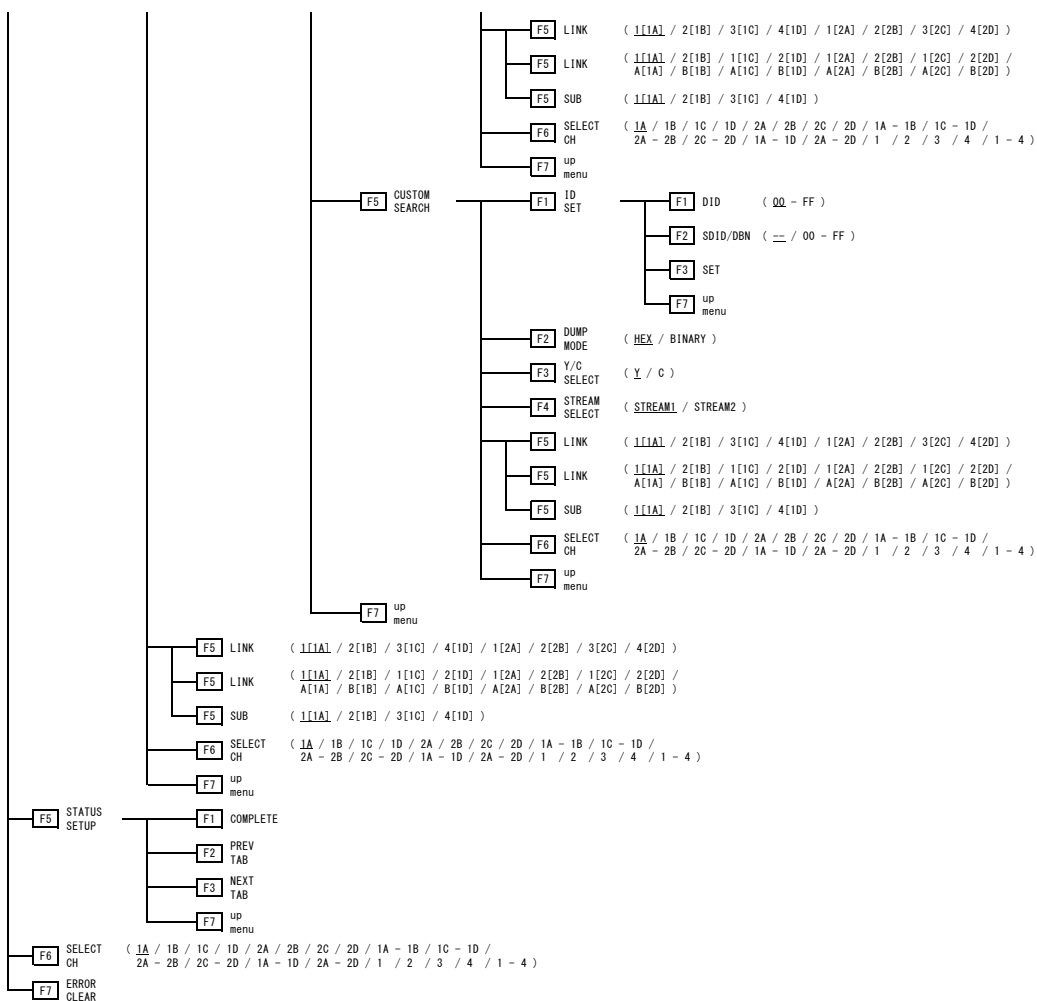 F5 LINK ( 1[1A] / 2[1B] / 3[1C] / 4[1D] / 1[2A] / 2[2B] / 3[2C] / 4[2D] )
F5 LINK ( 1[1A] / 2[1B] / 1[1C] / 2[1D] / 1[2A] / 2[2B] / 1[2C] / 2[2D] /
A[1A] / B[1B] / A[1C] / B[1D] / A[2A] / B[2B] / A[2C] / B[2D] )
F5 SUB ( 1[1A] / 2[1B] / 3[1C] / 4[1D] )
F6 SELECT CH ( 1A / 1B / 1C / 1D / 2A / 2B / 2C / 2D / 1A - 1B / 1C - 1D /
2A - 2B / 2C - 2D / 1A - 1D / 2A - 2D / 1 / 2 / 3 / 4 / 1 - 4 )
F7 up menu
F5 CUSTOM SEARCH
F1 ID SET
F1 DID ( 00 - FF )
F2 SDID/DBN ( -- / 00 - FF )
F3 SET
F7 up menu
F2 DUMP MODE ( HEX / BINARY )
F3 Y/C SELECT ( Y / C )
F4 STREAM SELECT ( STREAM1 / STREAM2 )
F5 LINK ( 1[1A] / 2[1B] / 3[1C] / 4[1D] / 1[2A] / 2[2B] / 3[2C] / 4[2D] )
F5 LINK ( 1[1A] / 2[1B] / 1[1C] / 2[1D] / 1[2A] / 2[2B] / 1[2C] / 2[2D] /
A[1A] / B[1B] / A[1C] / B[1D] / A[2A] / B[2B] / A[2C] / B[2D] )
F5 SUB ( 1[1A] / 2[1B] / 3[1C] / 4[1D] )
F6 SELECT CH ( 1A / 1B / 1C / 1D / 2A / 2B / 2C / 2D / 1A - 1B / 1C - 1D /
2A - 2B / 2C - 2D / 1A - 1D / 2A - 2D / 1 / 2 / 3 / 4 / 1 - 4 )
F7 up menu
F7 up menu
F5 LINK ( 1[1A] / 2[1B] / 3[1C] / 4[1D] / 1[2A] / 2[2B] / 3[2C] / 4[2D] )
F5 LINK ( 1[1A] / 2[1B] / 1[1C] / 2[1D] / 1[2A] / 2[2B] / 1[2C] / 2[2D] /
A[1A] / B[1B] / A[1C] / B[1D] / A[2A] / B[2B] / A[2C] / B[2D] )
F5 SUB ( 1[1A] / 2[1B] / 3[1C] / 4[1D] )
F6 SELECT CH ( 1A / 1B / 1C / 1D / 2A / 2B / 2C / 2D / 1A - 1B / 1C - 1D /
2A - 2B / 2C - 2D / 1A - 1D / 2A - 2D / 1 / 2 / 3 / 4 / 1 - 4 )
F7 up menu
F5 STATUS SETUP
F1 COMPLETE
F2 PREV TAB
F3 NEXT TAB
F7 up menu
F6 SELECT CH ( 1A / 1B / 1C / 1D / 2A / 2B / 2C / 2D / 1A - 1B / 1C - 1D /
2A - 2B / 2C - 2D / 1A - 1D / 2A - 2D / 1 / 2 / 3 / 4 / 1 - 4 )
F7 ERROR CLEAR